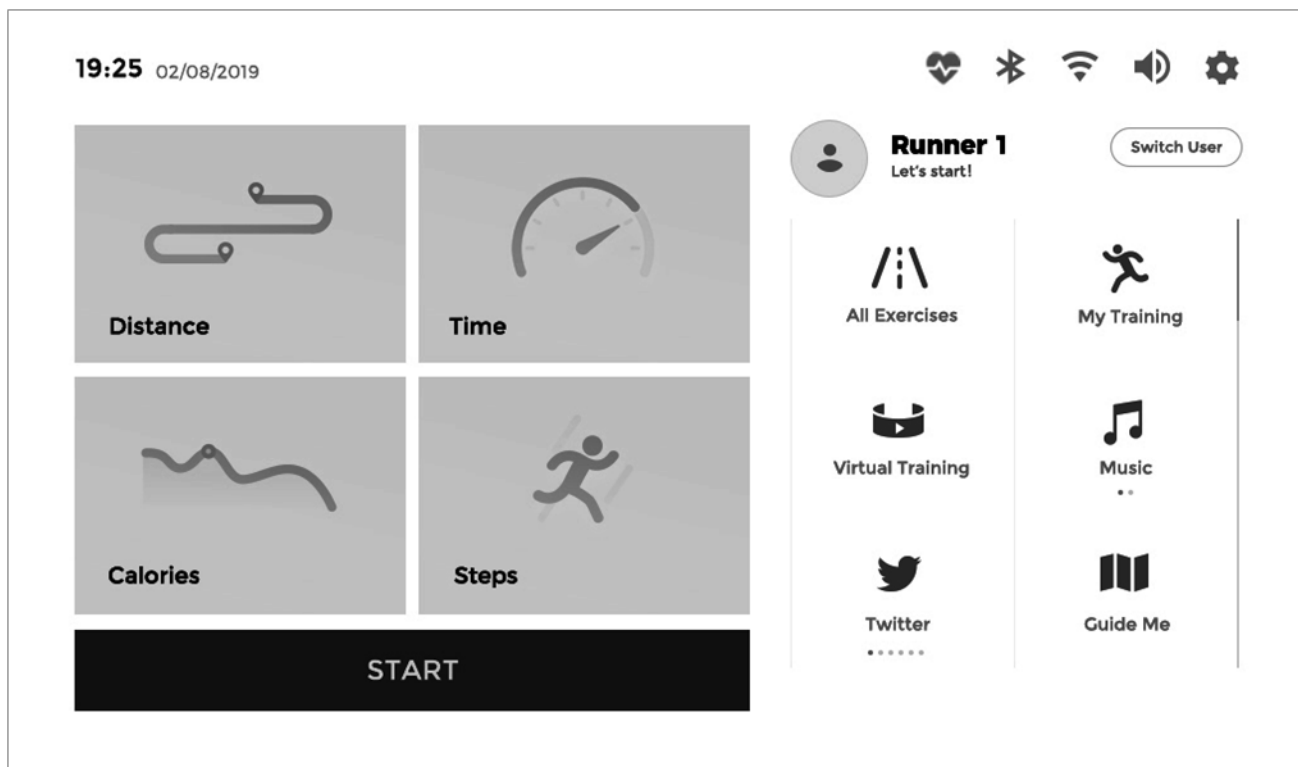 19:25 02/08/2019
Runner 1
Let's start!
Switch User
Distance
Time
Calories
Steps
START
All Exercises
My Training
Virtual Training
Music
Twitter
Guide Me